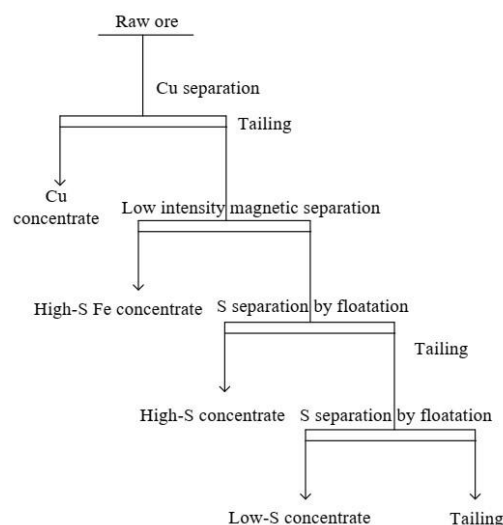 Raw ore
Cu separation
Tailing
Cu
concentrate
Low intensity magnetic separation
High-S Fe concentrate
S separation by floatation
Tailing
High-S concentrate
S separation by floatation
Low-S concentrate
Tailing